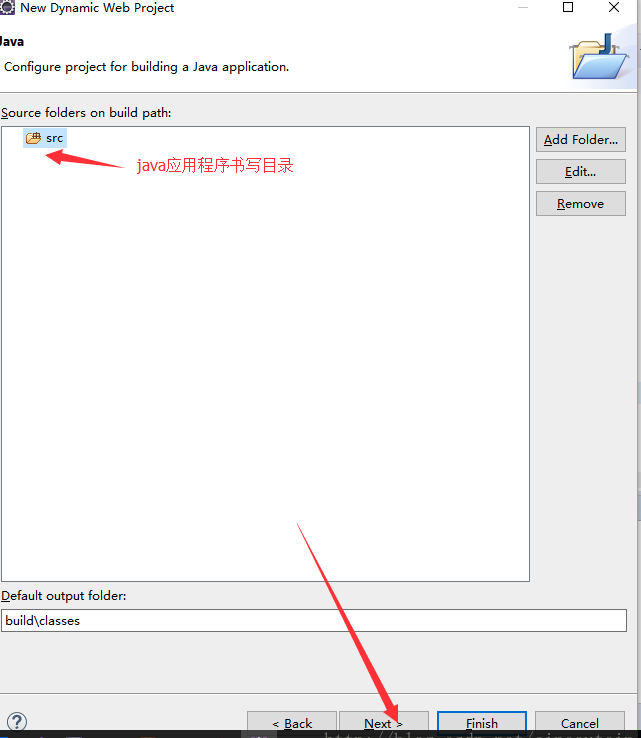 New Dynamic Web Project
Java
Configure project for building a Java application.
Source folders on build path:
src
java应用程序书写目录
Add Folder...
Edit...
Remove
Default output folder:
build\classes
?
< Back
Next >
Finish
Cancel